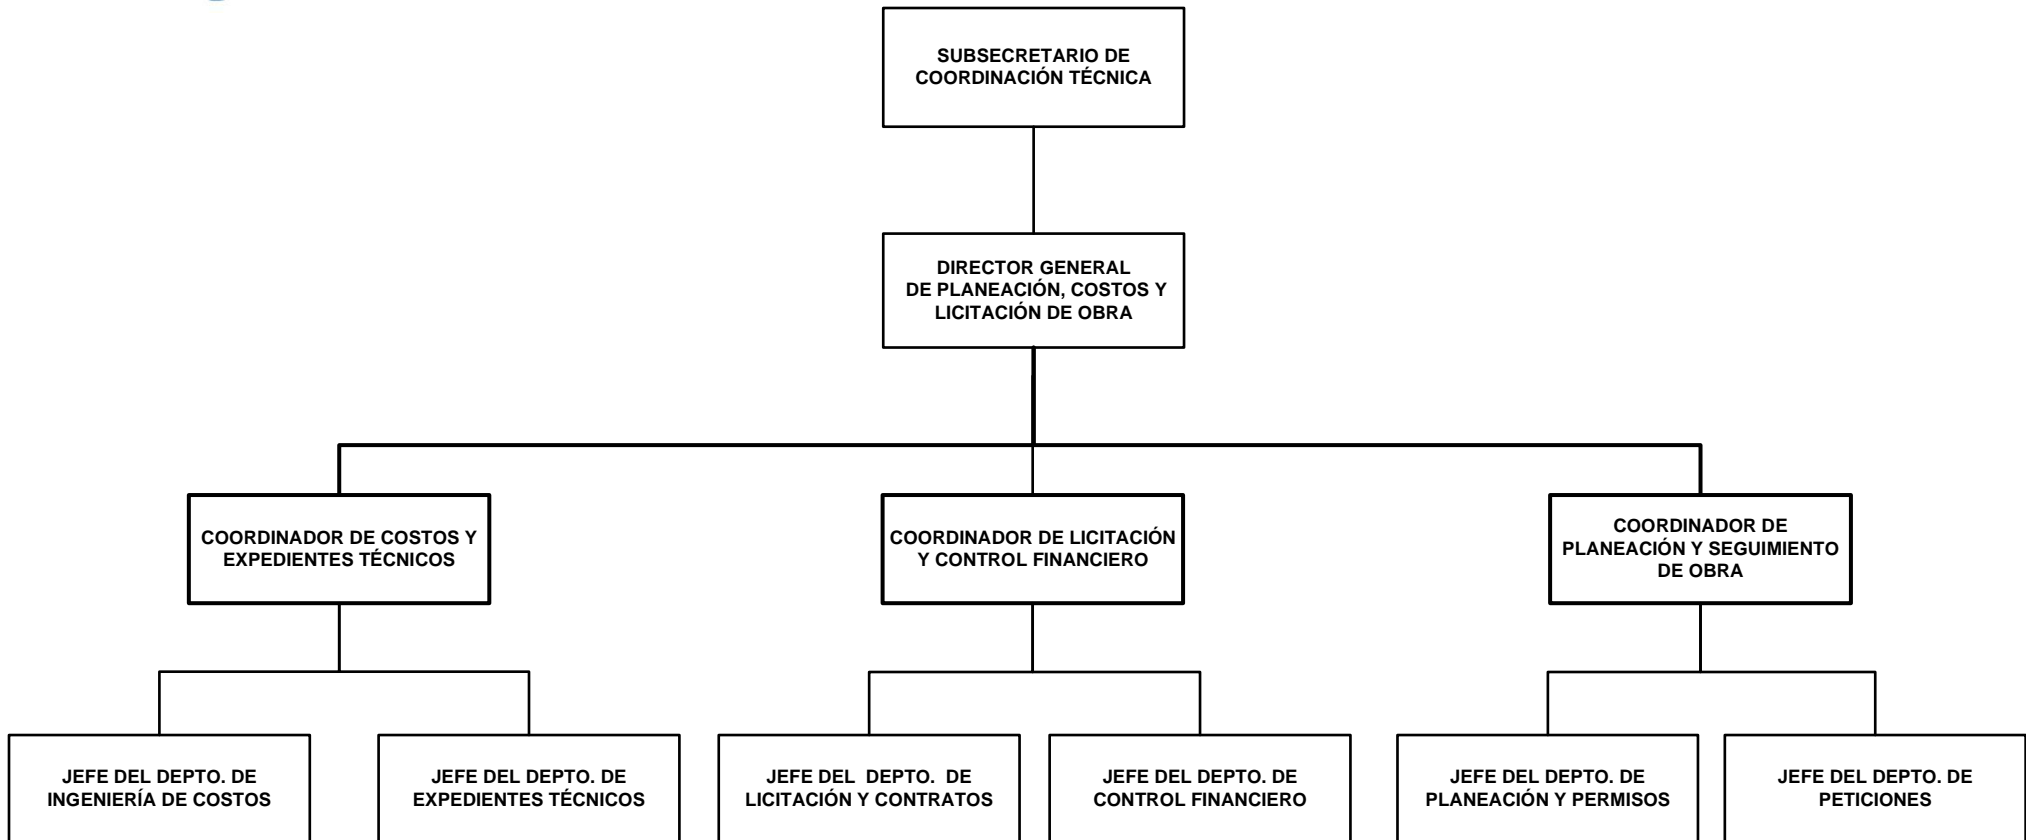 SUBSECRETARIO DE
COORDINACIÓN TÉCNICA
DIRECTOR GENERAL
DE PLANEACIÓN, COSTOS Y
LICITACIÓN DE OBRA
COORDINADOR DE COSTOS Y
EXPEDIENTES TÉCNICOS
COORDINADOR DE LICITACIÓN
Y CONTROL FINANCIERO
COORDINADOR DE
PLANEACIÓN Y SEGUIMIENTO
DE OBRA
JEFE DEL DEPTO. DE
INGENIERÍA DE COSTOS
JEFE DEL DEPTO. DE
EXPEDIENTES TÉCNICOS
JEFE DEL DEPTO. DE
LICITACIÓN Y CONTRATOS
JEFE DEL DEPTO. DE
CONTROL FINANCIERO
JEFE DEL DEPTO. DE
PLANEACIÓN Y PERMISOS
JEFE DEL DEPTO. DE
PETICIONES